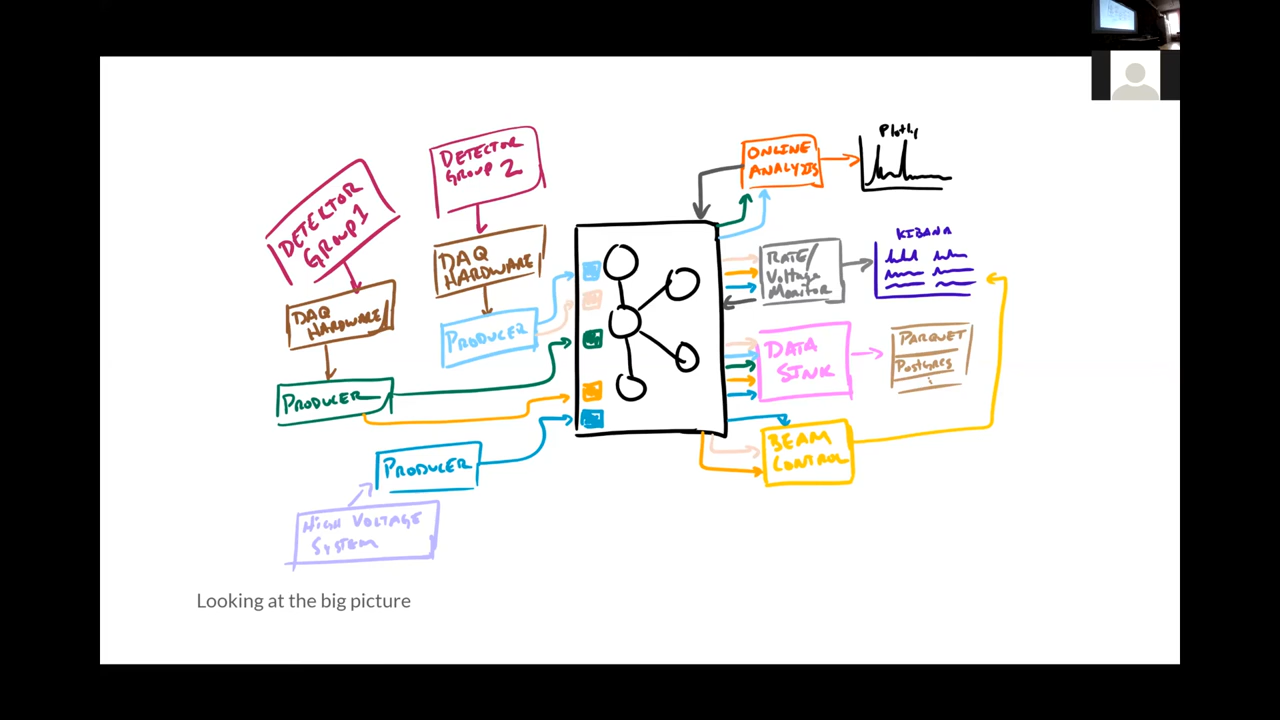 DETECTOR
GROUP 1
DAQ
HARDWARE
PRODUCER
DETECTOR
GROUP 2
DAQ
HARDWARE
PRODUCER
PRODUCER
HIGH VOLTAGE
SYSTEM
ONLINE
ANALYSIS
Plotly
RATE/
Voltage
Monitor
KIBANA
DATA
SINK
PARQUET
Postgres
BEAM
CONTROL
Looking at the big picture